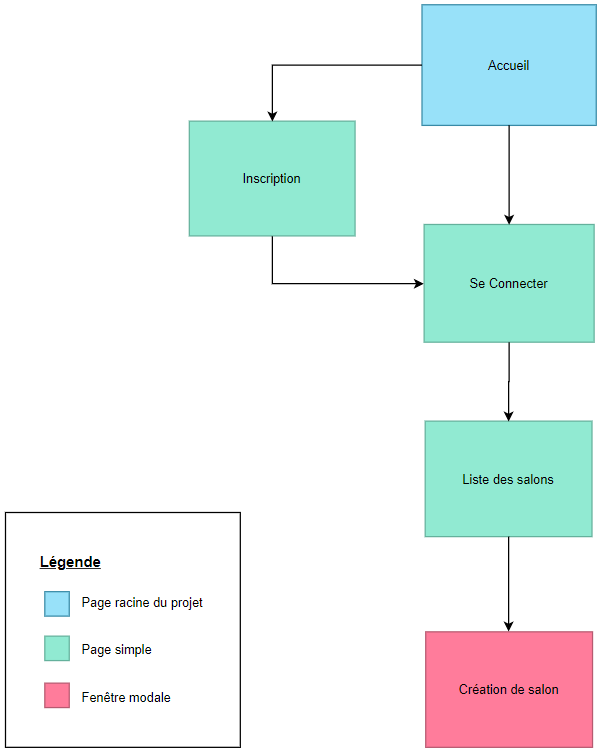 Accueil
Inscription
Se Connecter
Liste des salons
Création de salon
Légende
Page racine du projet
Page simple
Fenêtre modale